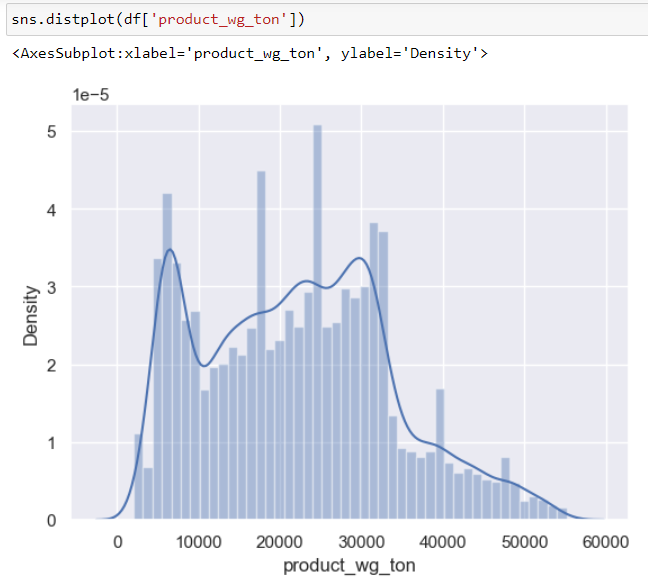 sns.distplot(df['product_wg_ton'])
<AxesSubplot:xlabel='product_wg_ton', ylabel='Density'>
1e−5
5
4
3
2
1
0
Density
0 10000 20000 30000 40000 50000 60000
product_wg_ton